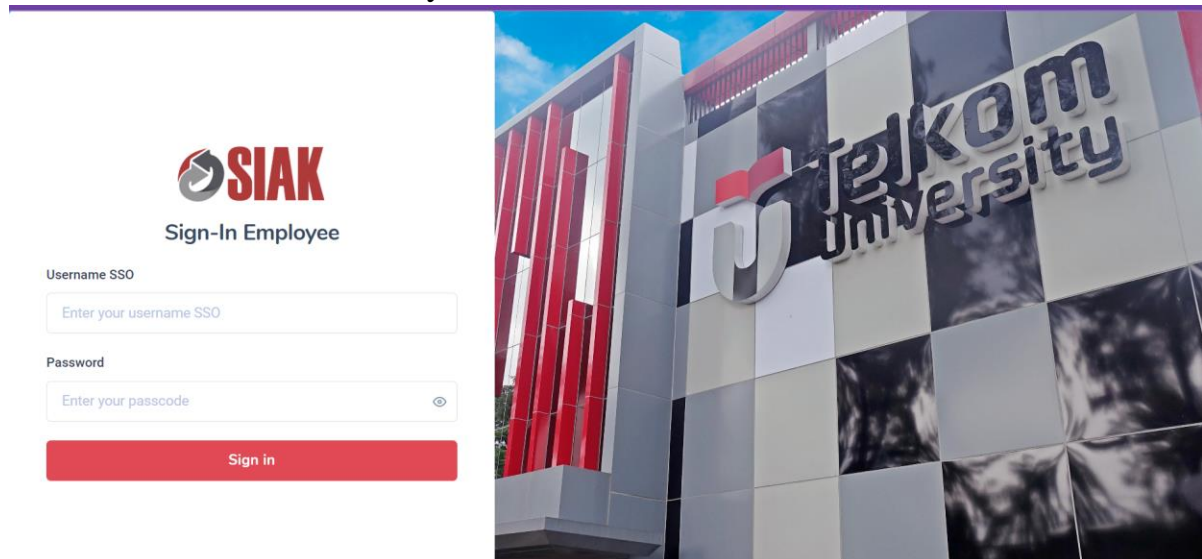 SIAK
Sign-In Employee
Username SSO
Enter your username SSO
Password
Enter your passcode
Sign in
Telkom
University